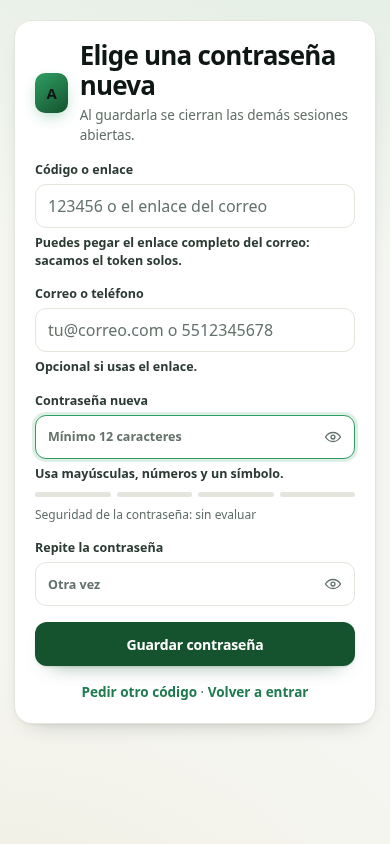 A
Elige una contraseña
nueva
Al guardarla se cierran las demás sesiones
abiertas.
Código o enlace
123456 o el enlace del correo
Puedes pegar el enlace completo del correo:
sacamos el token solos.
Correo o teléfono
tu@correo.com o 5512345678
Opcional si usas el enlace.
Contraseña nueva
Mínimo 12 caracteres
Usa mayúsculas, números y un símbolo.
Seguridad de la contraseña: sin evaluar
Repite la contraseña
Otra vez
Guardar contraseña
Pedir otro código · Volver a entrar